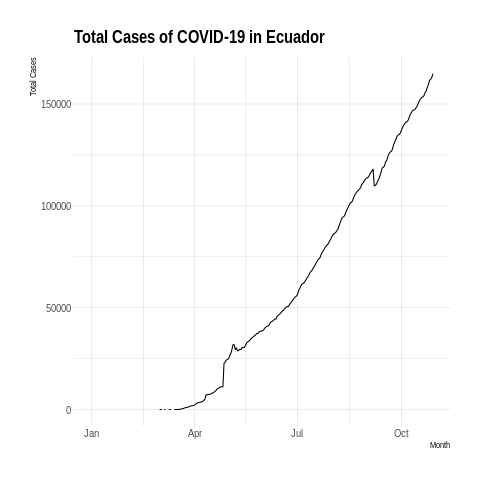 Total Cases of COVID-19 in Ecuador
Total Cases
150000
100000
50000
0
Jan Apr Jul Oct
Month